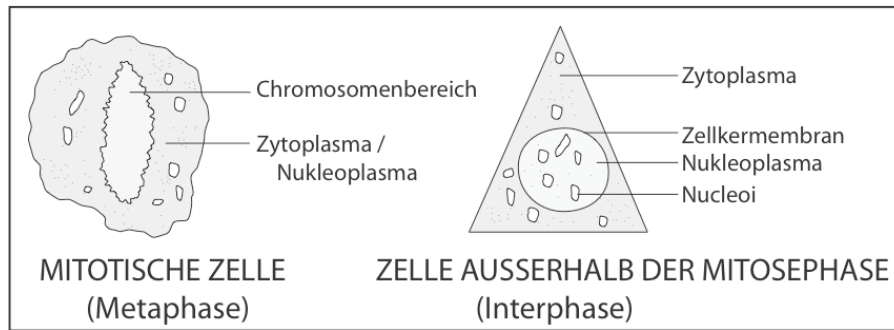 Chromosomenbereich
Zytoplasma /
Nukleoplasma
MITOTISCHE ZELLE
(Metaphase)
Zytoplasma
Zellkermembran
Nukleoplasma
Nucleoi
ZELLE AUSSERHALB DER MITOSEPHASE
(Interphase)